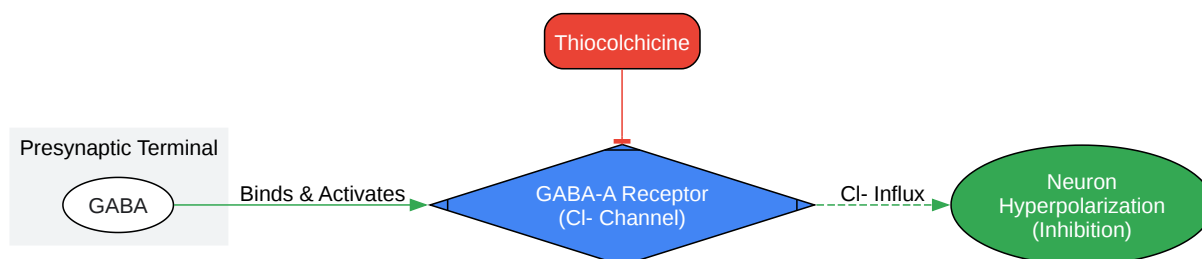 Thiocolchicine
Presynaptic Terminal
GABA
Binds & Activates
GABA-A Receptor
(Cl- Channel)
Cl- Influx
Neuron
Hyperpolarization
(Inhibition)